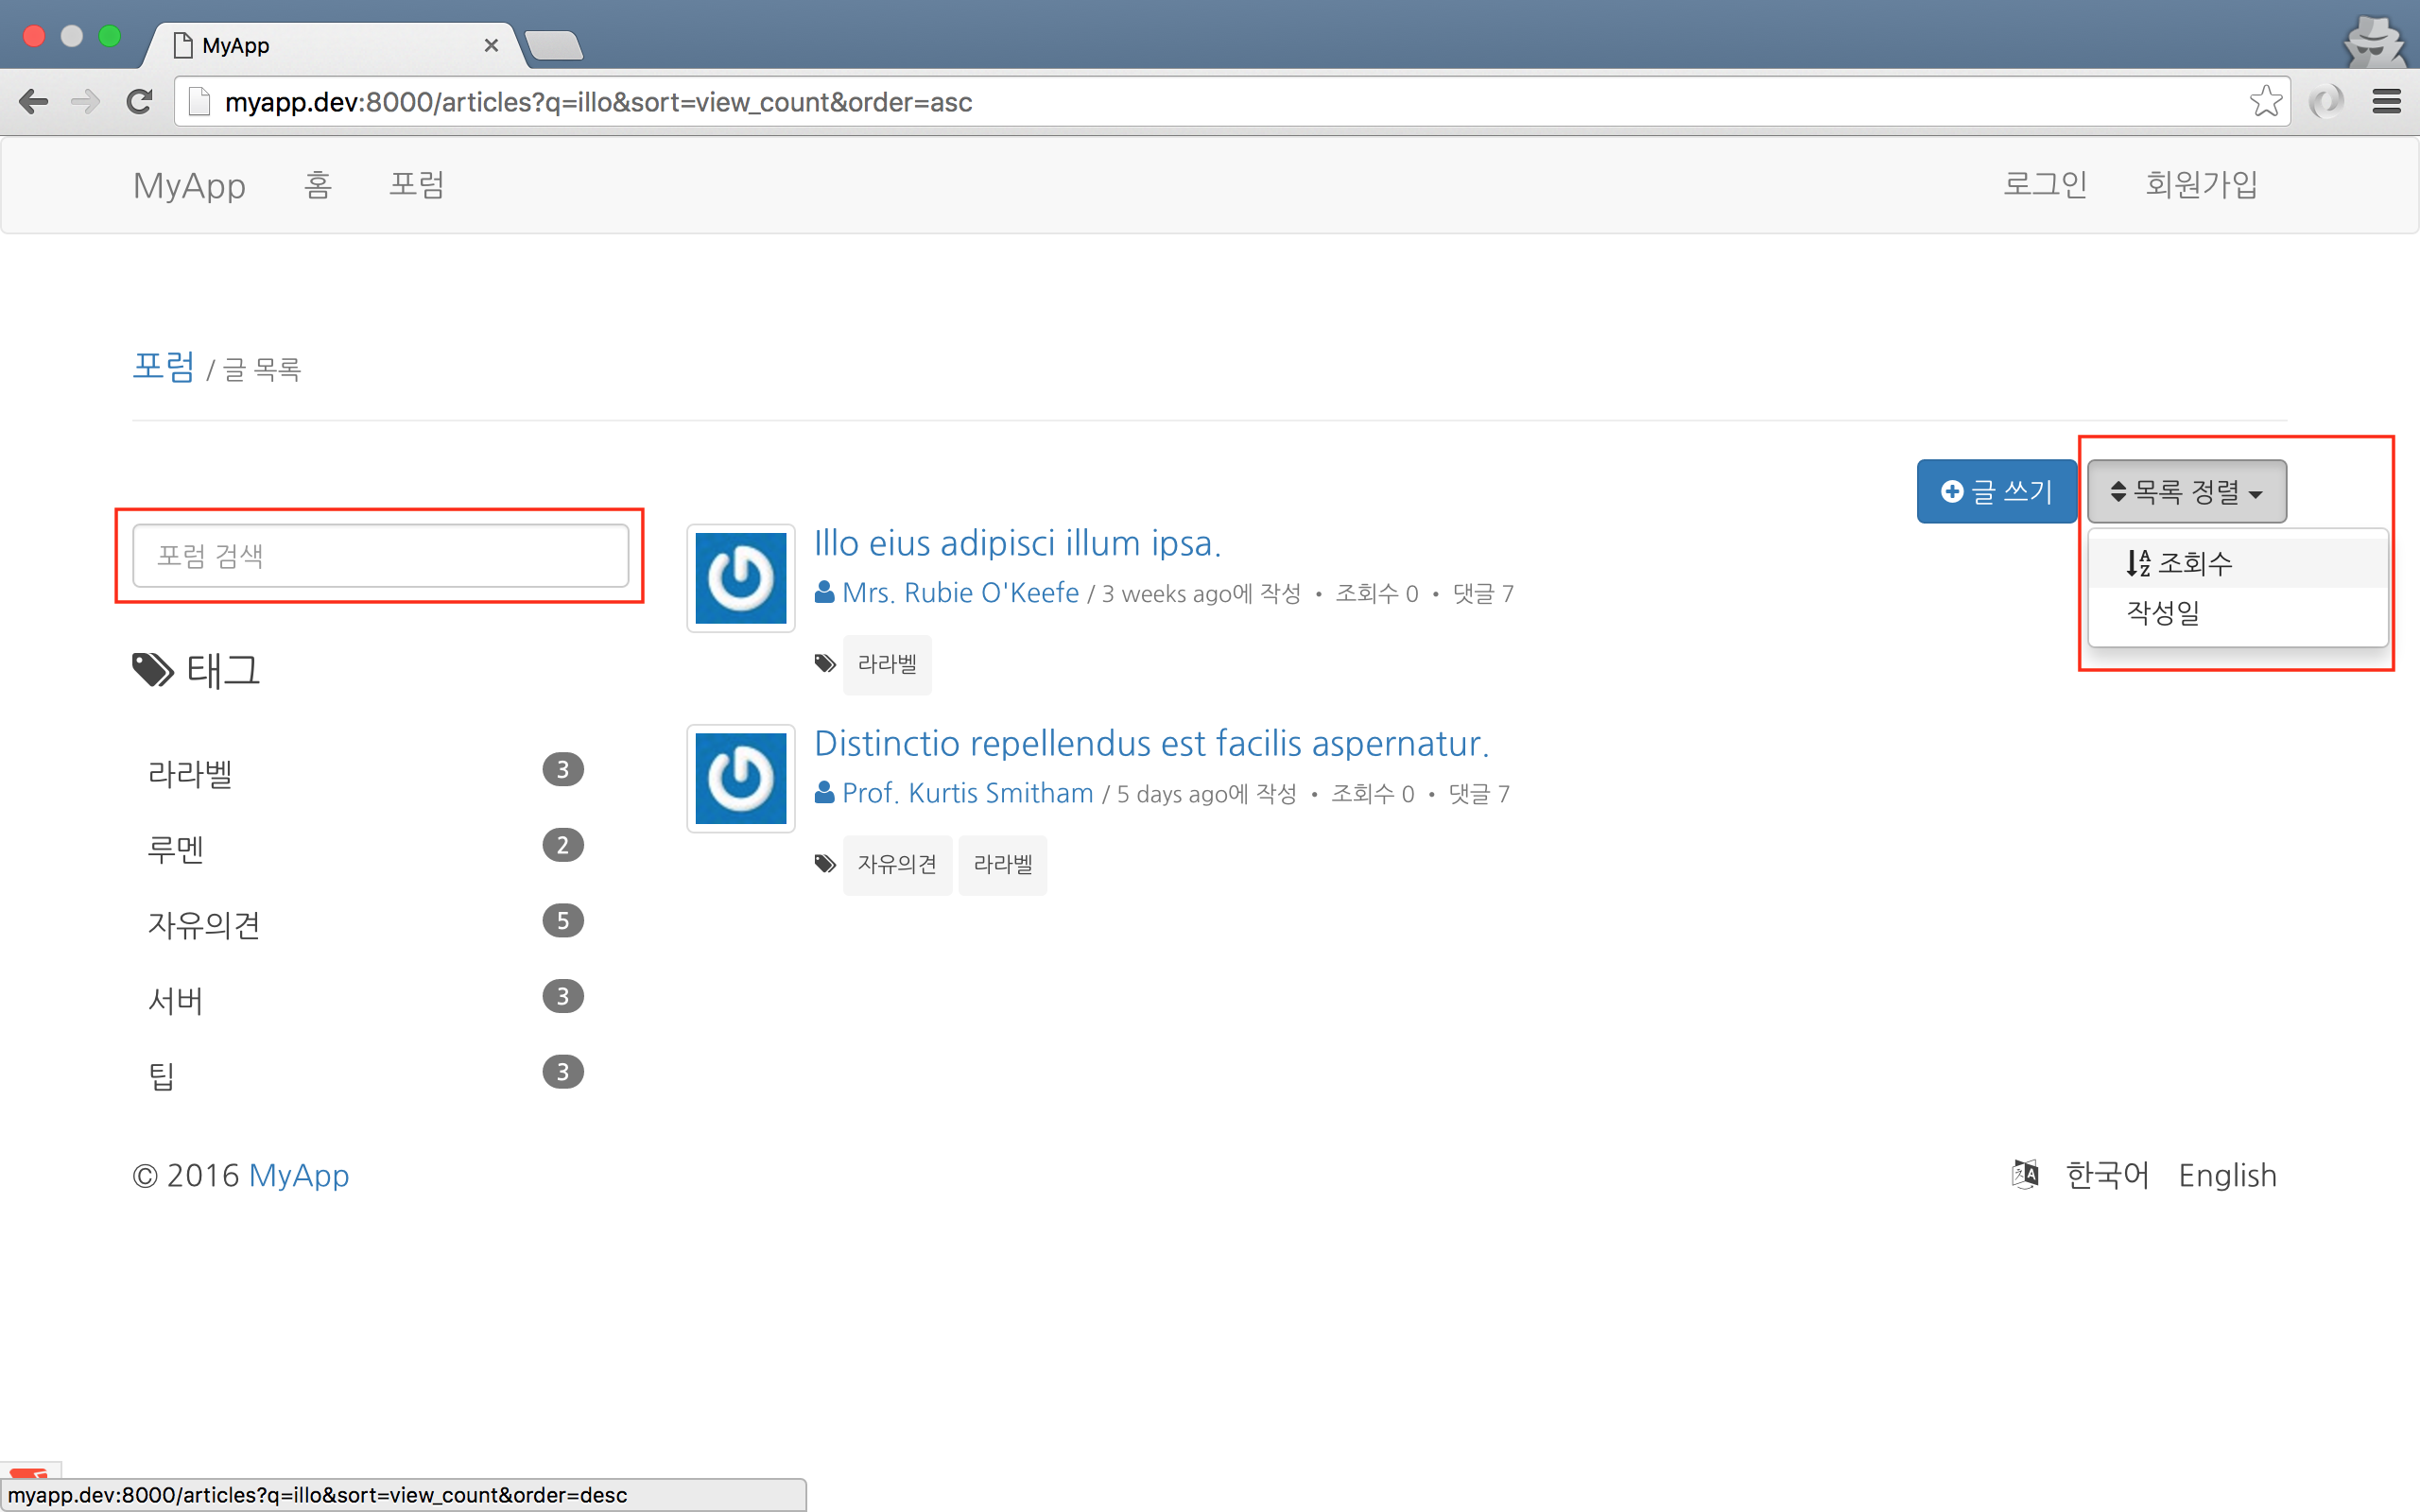 MyApp
myapp.dev:8000/articles?q=illo&sort=view_count&order=asc
MyApp 홈 포럼 로그인 회원가입
포럼 / 글 목록
글 쓰기 목록 정렬
조회수
작성일
포럼 검색
태그
라라벨 3
루멘 2
자유의견 5
서버 3
팁 3
Illo eius adipisci illum ipsa.
Mrs. Rubie O'Keefe / 3 weeks ago에 작성 • 조회수 0 • 댓글 7
라라벨
Distinctio repellendus est facilis aspernatur.
Prof. Kurtis Smitham / 5 days ago에 작성 • 조회수 0 • 댓글 7
자유의견 라라벨
© 2016 MyApp 한국어 English
myapp.dev:8000/articles?q=illo&sort=view_count&order=desc